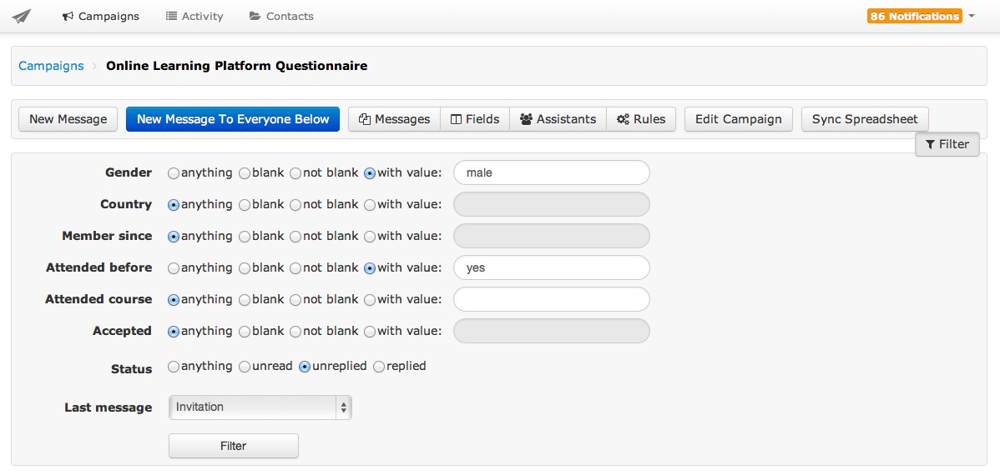 Campaigns Activity Contacts 86 Notifications
Campaigns › Online Learning Platform Questionnaire
New Message New Message To Everyone Below Messages Fields Assistants Rules Edit Campaign Sync Spreadsheet
Filter
Gender anything blank not blank with value: male
Country anything blank not blank with value:
Member since anything blank not blank with value:
Attended before anything blank not blank with value: yes
Attended course anything blank not blank with value:
Accepted anything blank not blank with value:
Status anything unread unreplied replied
Last message Invitation
Filter